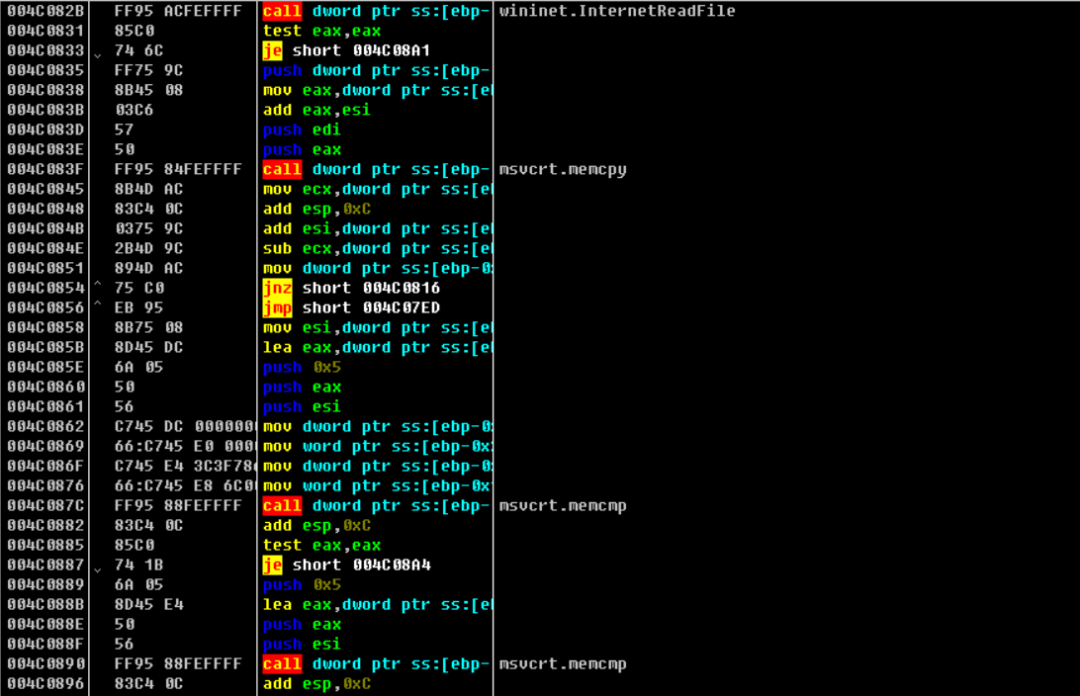 004C082B FF95 ACFEFFFF call dword ptr ss:[ebp- wininet.InternetReadFile
004C0831 85C0 test eax,eax
004C0833 74 6C je short 004C08A1
004C0835 FF75 9C push dword ptr ss:[ebp-
004C0838 8B45 08 mov eax,dword ptr ss:[e
004C083B 03C6 add eax,esi
004C083D 57 push edi
004C083E 50 push eax
004C083F FF95 84FEFFFF call dword ptr ss:[ebp- msvcrt.memcpy
004C0845 8B4D AC mov ecx,dword ptr ss:[e
004C0848 83C4 0C add esp,0xC
004C084B 0375 9C add esi,dword ptr ss:[e
004C084E 2B4D 9C sub ecx,dword ptr ss:[e
004C0851 894D AC mov dword ptr ss:[ebp-0
004C0854 ^ 75 C0 jnz short 004C0816
004C0856 ^ EB 95 jmp short 004C07ED
004C0858 8B75 08 mov esi,dword ptr ss:[e
004C085B 8D45 DC lea eax,dword ptr ss:[e
004C085E 6A 05 push 0x5
004C0860 50 push eax
004C0861 56 push esi
004C0862 C745 DC 0000000 mov dword ptr ss:[ebp-0
004C0869 66:C745 E0 000 mov word ptr ss:[ebp-0x
004C086F C745 E4 3C3F78 mov dword ptr ss:[ebp-0
004C0876 66:C745 E8 6C0 mov word ptr ss:[ebp-0x
004C087C FF95 88FEFFFF call dword ptr ss:[ebp- msvcrt.memcmp
004C0882 83C4 0C add esp,0xC
004C0885 85C0 test eax,eax
004C0887 74 1B je short 004C08A4
004C0889 6A 05 push 0x5
004C088B 8D45 E4 lea eax,dword ptr ss:[e
004C088E 50 push eax
004C088F 56 push esi
004C0890 FF95 88FEFFFF call dword ptr ss:[ebp- msvcrt.memcmp
004C0896 83C4 0C add esp,0xC